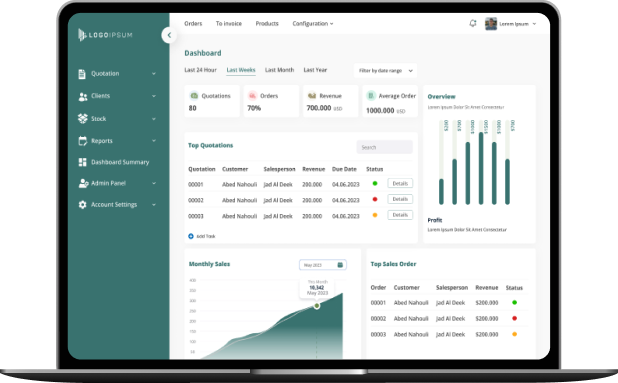 LOGOIPSUM
Orders To invoice Products Configuration
Lorem Ipsum
Quotation
Clients
Stock
Reports
Dashboard Summary
Admin Panel
Account Settings
Dashboard
Last 24 Hour Last Weeks Last Month Last Year Filter by date range
Quotations
80
Orders
70%
Revenue
700.000 USD
Average Order
1000.000 USD
Overview
Lorem Ipsum Dolor Sit Amet Consectetur
$200 $700 $1000 $1500 $1000 $700
Profit
Lorem Ipsum Dolor Sit Amet Consectetur
Top Quotations Search
Quotation Customer Salesperson Revenue Due Date Status
00001 Abed Nahouli Jad Al Deek 200.000 04.06.2023 Details
00002 Abed Nahouli Jad Al Deek 200.000 04.06.2023 Details
00003 Abed Nahouli Jad Al Deek 200.000 04.06.2023 Details
Add Task
Monthly Sales May 2023
This Month
19,342
May 2023
400
350
300
250
200
150
100
50
Top Sales Order
Order Customer Salesperson Revenue Status
00001 Abed Nahouli Jad Al Deek $200.000
00002 Abed Nahouli Jad Al Deek $200.000
00003 Abed Nahouli Jad Al Deek $200.000